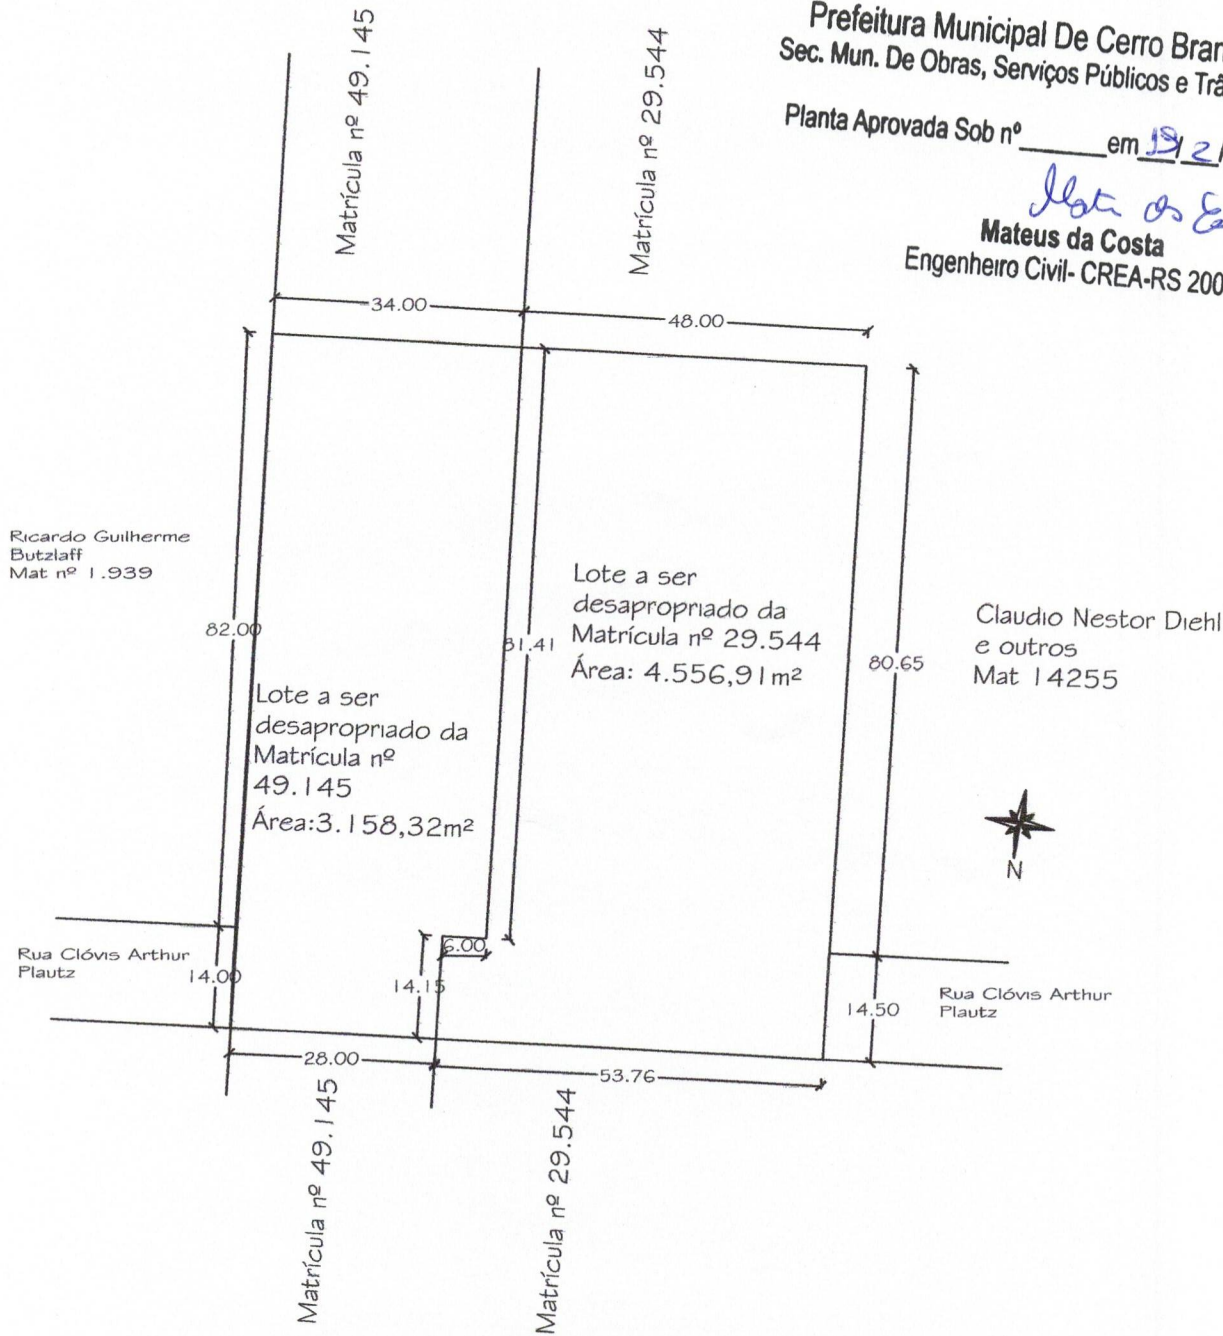 Prefeitura Municipal De Cerro Bran
Sec. Mun. De Obras, Serviços Públicos e Trâ
Planta Aprovada Sob nº em 19/2/
Mateus da Costa
Engenheiro Civil- CREA-RS 200
Matrícula nº 49.145
Matrícula nº 29.544
34.00
48.00
Ricardo Guilherme
Butzlaff
Mat nº 1.939
82.00
81.41
80.65
Lote a ser
desapropriado da
Matrícula nº 29.544
Área: 4.556,91m²
Claudio Nestor Diehl
e outros
Mat 14255
Lote a ser
desapropriado da
Matrícula nº
49.145
Área:3.158,32m²
N
Rua Clóvis Arthur
Plautz
14.00
14.15
6.00
14.50
Rua Clóvis Arthur
Plautz
28.00
53.76
Matrícula nº 49.145
Matrícula nº 29.544